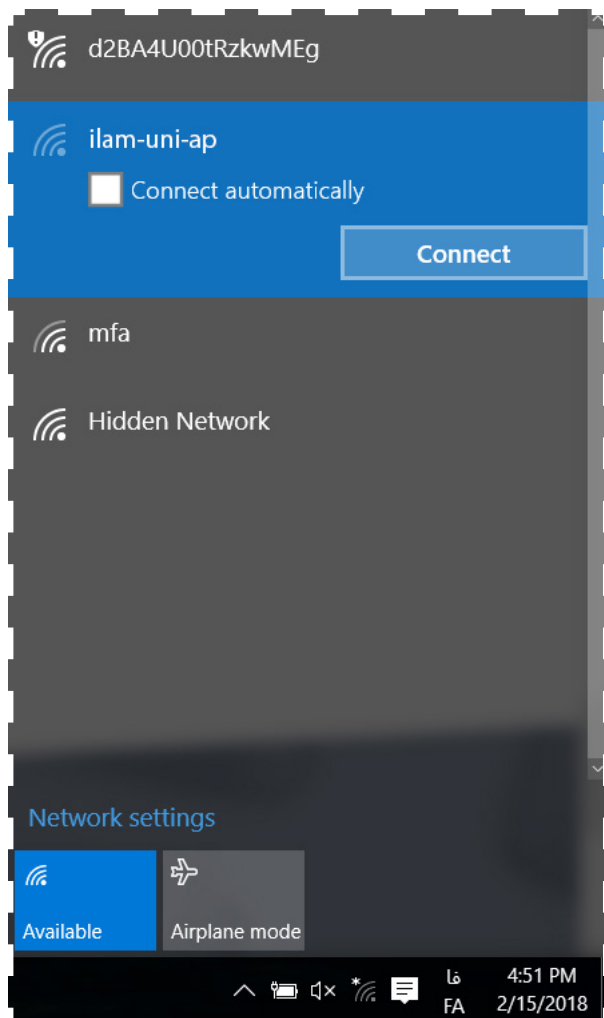 d2BA4U00tRzkwMEg
ilam-uni-ap
Connect automatically
Connect
mfa
Hidden Network
Network settings
Available
Airplane mode
فا
FA
4:51 PM
2/15/2018